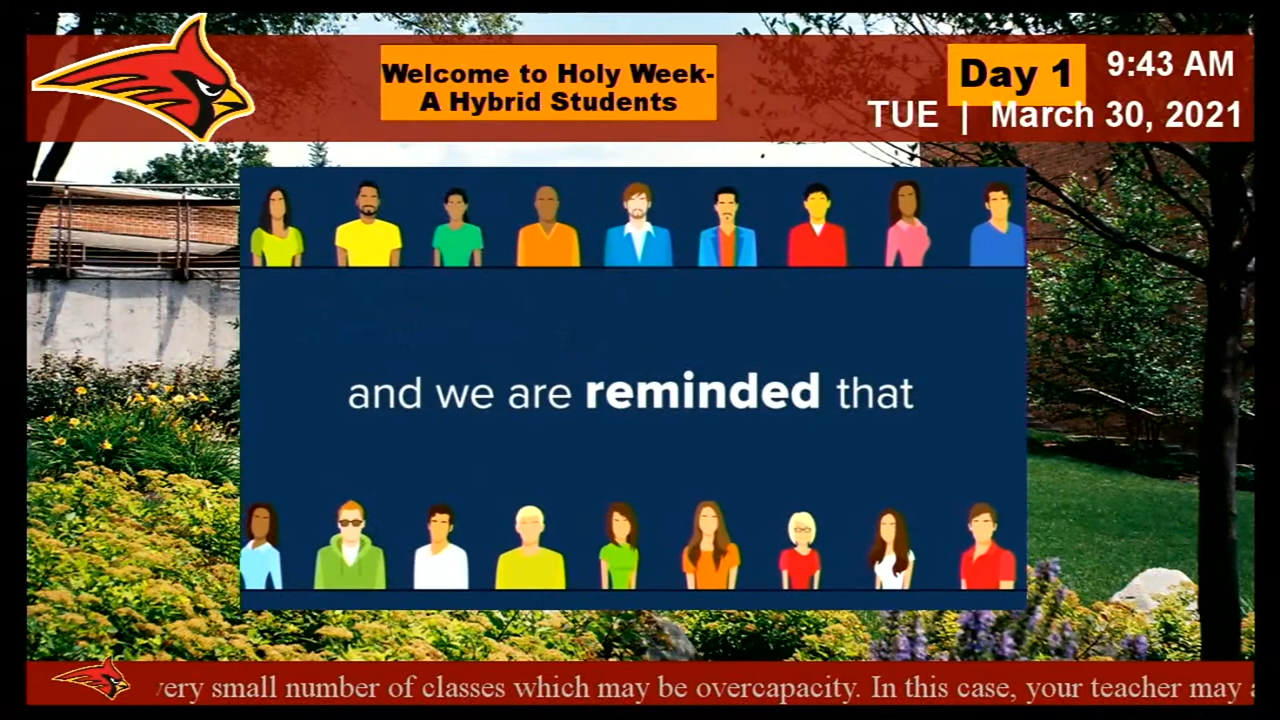 Welcome to Holy Week-
A Hybrid Students
Day 1
9:43 AM
TUE | March 30, 2021
and we are reminded that
small number of classes which may be overcapacity. In this case, your teacher may